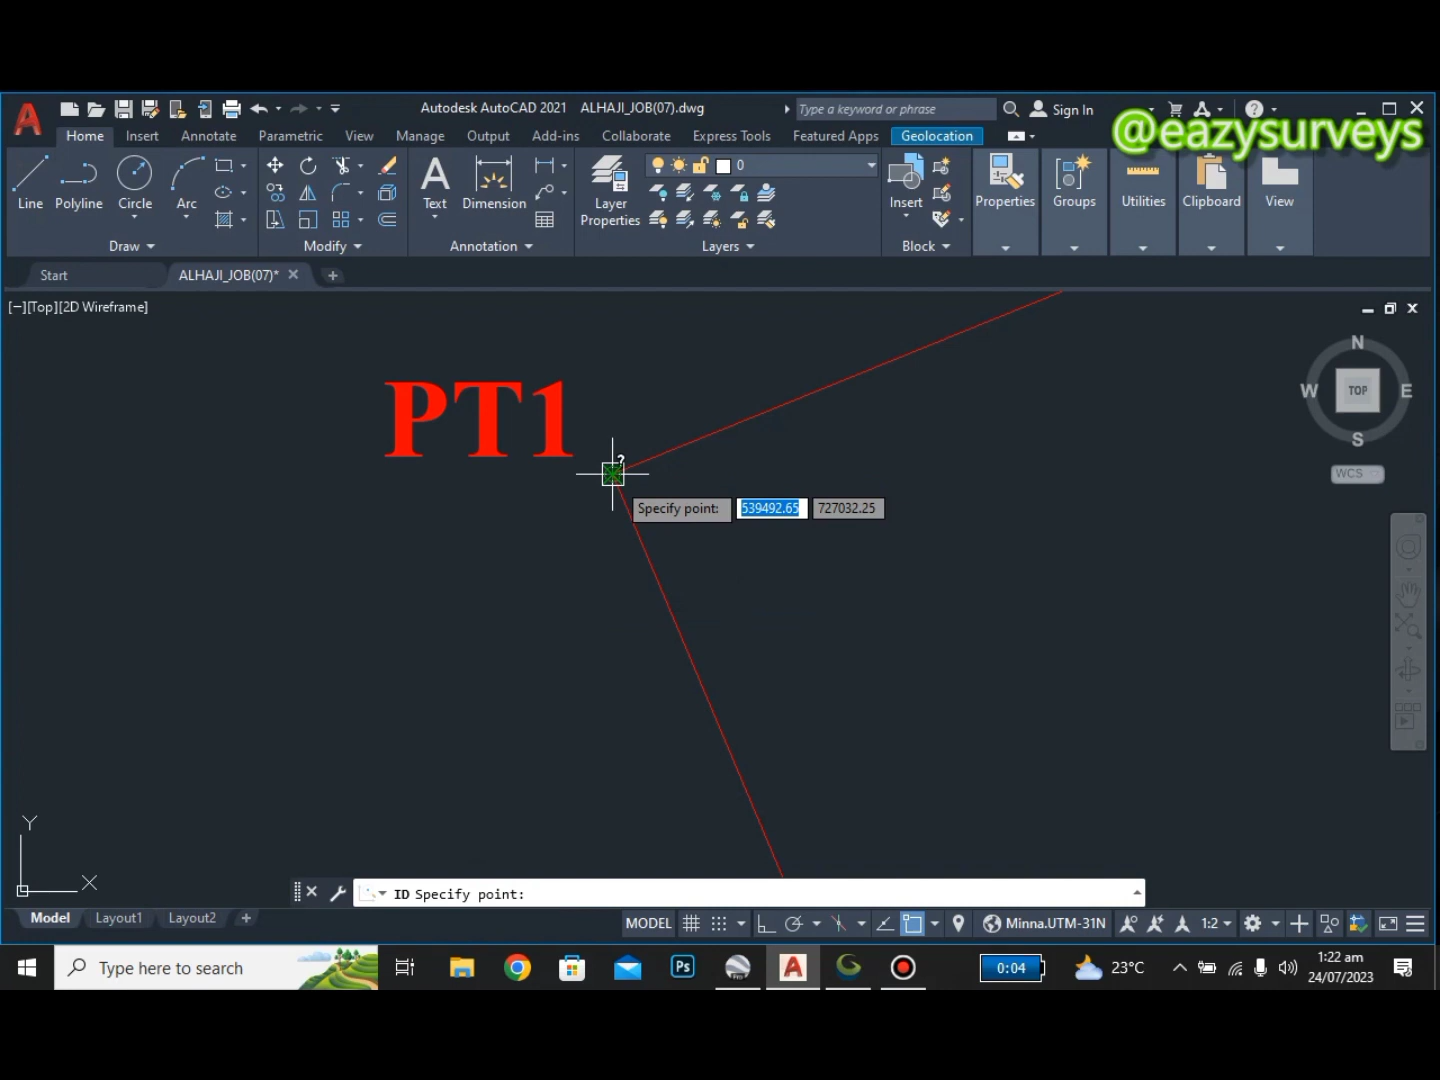 Autodesk AutoCAD 2021 ALHAJI_JOB(07).dwg
Type a keyword or phrase
Sign In
@eazysurveys
Home Insert Annotate Parametric View Manage Output Add-ins Collaborate Express Tools Featured Apps Geolocation
0
Line Polyline Circle Arc
Text Dimension
Layer Properties
Insert
Properties Groups Utilities Clipboard View
Draw Modify Annotation Layers Block
Start ALHAJI_JOB(07)*
[−][Top][2D Wireframe]
N
W TOP E
S
WCS
PT1
?
Specify point: 539492.65 727032.25
Y
X
ID Specify point:
Model Layout1 Layout2
MODEL Minna.UTM-31N 1:2
Type here to search
Ps
0:04
23°C
1:22 am
24/07/2023